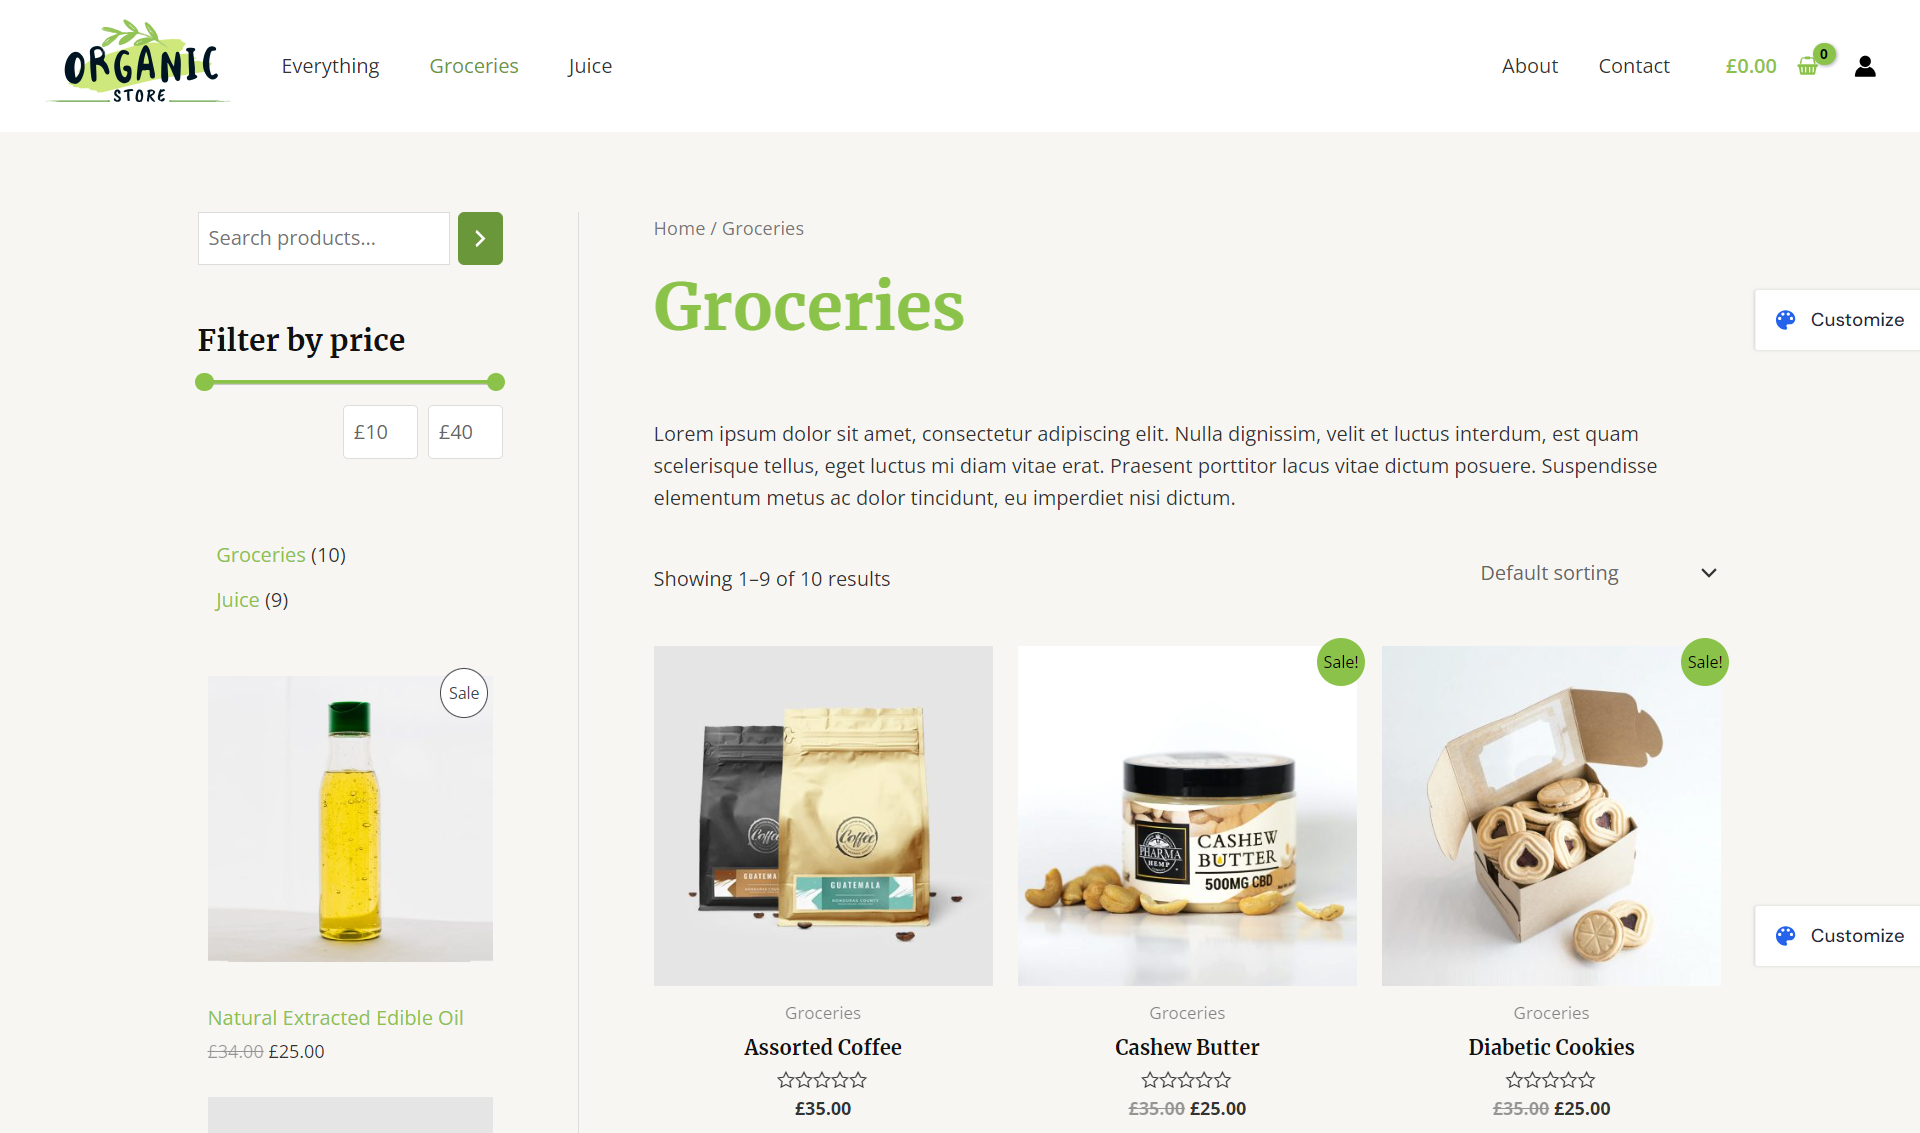 ORGANIC
STORE
Everything
Groceries
Juice
About
Contact
£0.00
0
Search products...
Filter by price
£10
£40
Groceries (10)
Juice (9)
Sale
Natural Extracted Edible Oil
£34.00 £25.00
Home / Groceries
Groceries
Lorem ipsum dolor sit amet, consectetur adipiscing elit. Nulla dignissim, velit et luctus interdum, est quam
scelerisque tellus, eget luctus mi diam vitae erat. Praesent porttitor lacus vitae dictum posuere. Suspendisse
elementum metus ac dolor tincidunt, eu imperdiet nisi dictum.
Showing 1–9 of 10 results
Default sorting
Coffee
GUATEMALA
HONDURAS COUNTY
Groceries
Assorted Coffee
£35.00
Sale!
PHARMA
HEMP
CASHEW
BUTTER
500MG CBD
Groceries
Cashew Butter
£35.00 £25.00
Sale!
Groceries
Diabetic Cookies
£35.00 £25.00
Customize
Customize